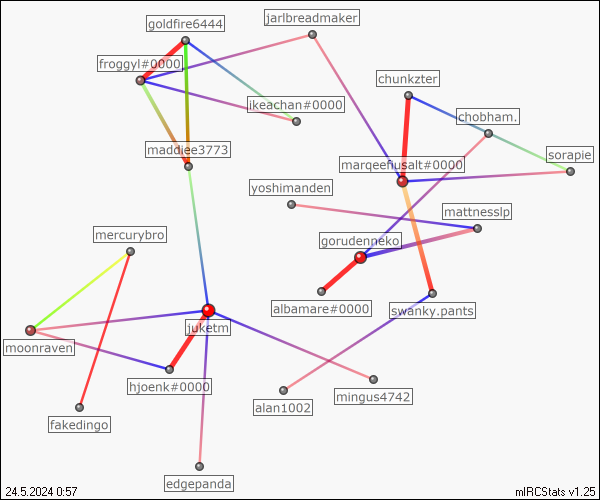 goldfire6444
jarlbreadmaker
froggyl#0000
chunkzter
ikeachan#0000
chobham.
maddiee3773
sorapie
marqeefiusalt#0000
yoshimanden
mattnesslp
mercurybro
gorudenneko
albamare#0000
swanky.pants
juketm
moonraven
hjoenk#0000
mingus4742
alan1002
fakedingo
edgepanda
24.5.2024 0:57
mIRCStats v1.25